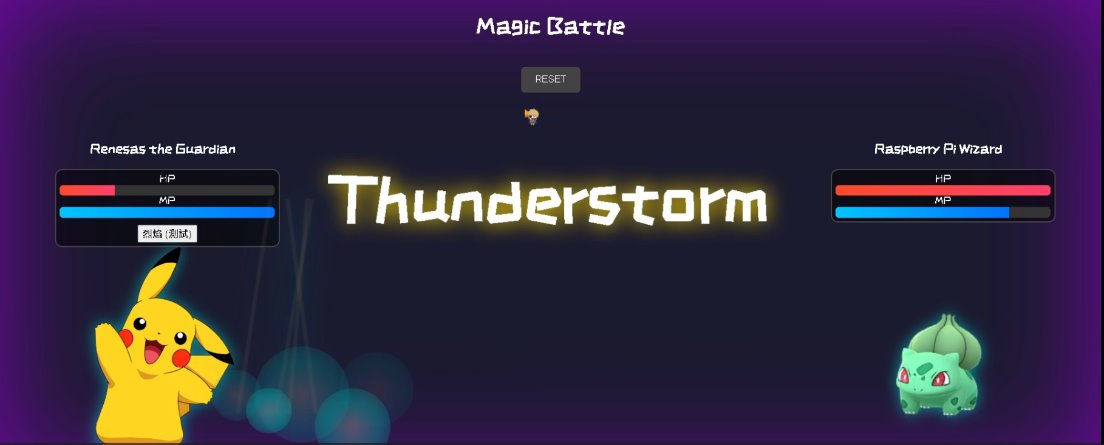 Magic Battle
RESET
Renesas the Guardian
HP
MP
烈焰 (測試)
Thunderstorm
Raspberry Pi Wizard
HP
MP